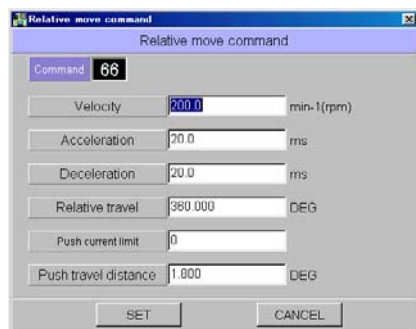 Relative move command
Relative move command
Command 66
Velocity 200.0 min-1(rpm)
Acceleration 20.0 ms
Deceleration 20.0 ms
Relative travel 360.000 DEG
Push current limit 0
Push travel distance 1.800 DEG
SET CANCEL